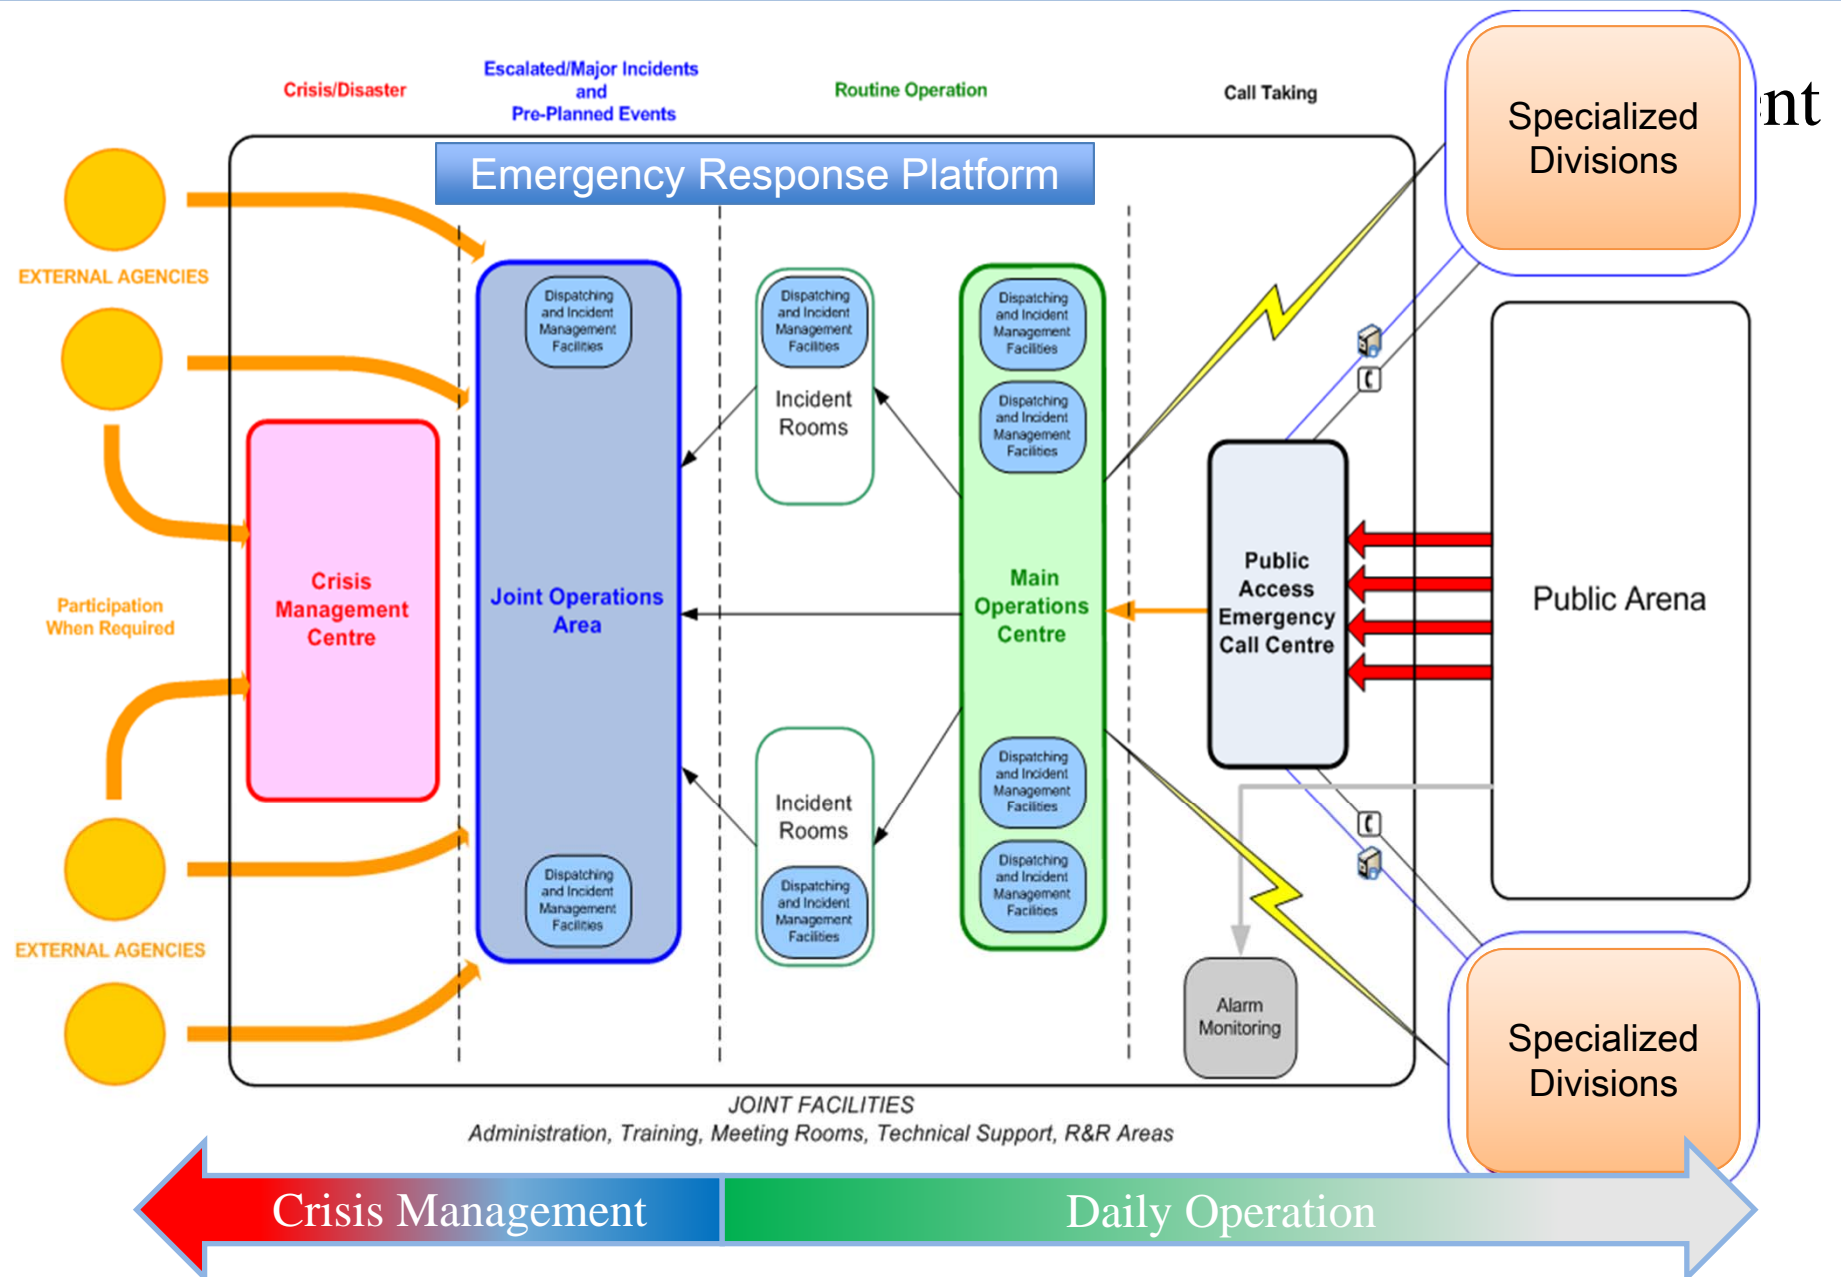 Escalated/Major Incidents
and
Pre-Planned Events
Crisis/Disaster
Routine Operation
Call Taking
Specialized
Divisions
nt
Emergency Response Platform
EXTERNAL AGENCIES
Dispatching
and Incident
Management
Facilities
Dispatching
and Incident
Management
Facilities
Incident
Rooms
Dispatching
and Incident
Management
Facilities
Dispatching
and Incident
Management
Facilities
Participation
When Required
Crisis
Management
Centre
Joint Operations
Area
Main
Operations
Centre
Public
Access
Emergency
Call Centre
Public Arena
Incident
Rooms
Dispatching
and Incident
Management
Facilities
Dispatching
and Incident
Management
Facilities
Dispatching
and Incident
Management
Facilities
Dispatching
and Incident
Management
Facilities
EXTERNAL AGENCIES
Alarm
Monitoring
Specialized
Divisions
JOINT FACILITIES
Administration, Training, Meeting Rooms, Technical Support, R&R Areas
Crisis Management
Daily Operation